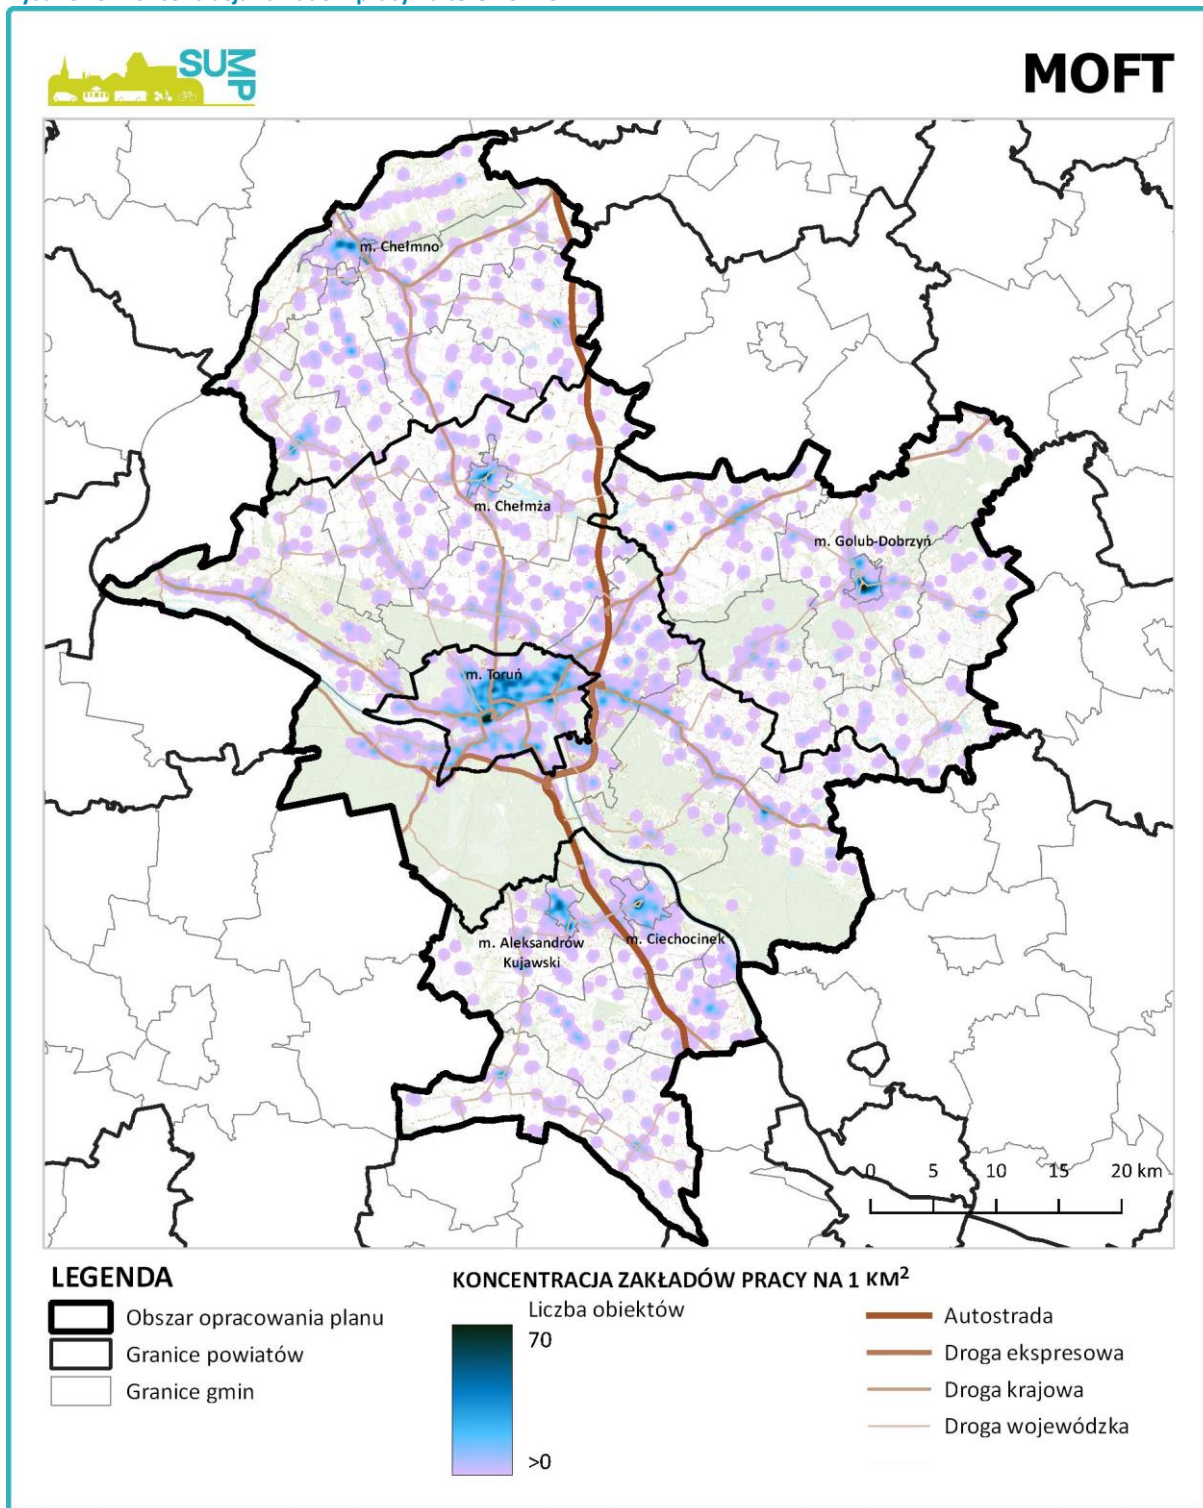 SUMP
MOFT
m. Chełmno
m. Chełmża
m. Golub-Dobrzyń
m. Toruń
m. Aleksandrów
Kujawski
m. Ciechocinek
0 5 10 15 20 km
LEGENDA
Obszar opracowania planu
Granice powiatów
Granice gmin
KONCENTRACJA ZAKŁADÓW PRACY NA 1 KM²
Liczba obiektów
70
>0
Autostrada
Droga ekspresowa
Droga krajowa
Droga wojewódzka